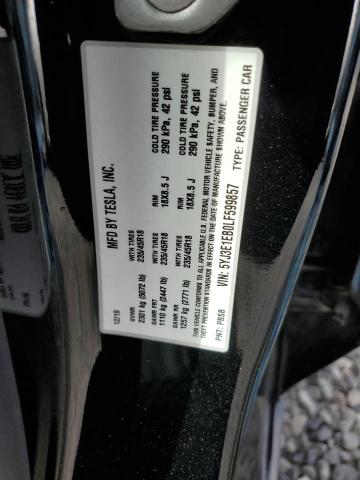 MFD BY TESLA, INC.
12/19
GVWR
2301 kg (5072 lb)
WITH TIRES
235/45R18
RIM
18X8.5 J
COLD TIRE PRESSURE
290 kPa, 42 psi
GAWR FR
1110 kg (2447 lb)
WITH TIRES
235/45R18
RIM
18X8.5 J
COLD TIRE PRESSURE
290 kPa, 42 psi
GAWR RR
1257 kg (2771 lb)
THIS VEHICLE CONFORMS TO ALL APPLICABLE U.S. FEDERAL MOTOR VEHICLE SAFETY, BUMPER, AND
THEFT PREVENTION STANDARDS IN EFFECT ON THE DATE OF MANUFACTURE SHOWN ABOVE.
VIN: 5YJ3E1EB0LF599857
TYPE: PASSENGER CAR
PNT: PBSB